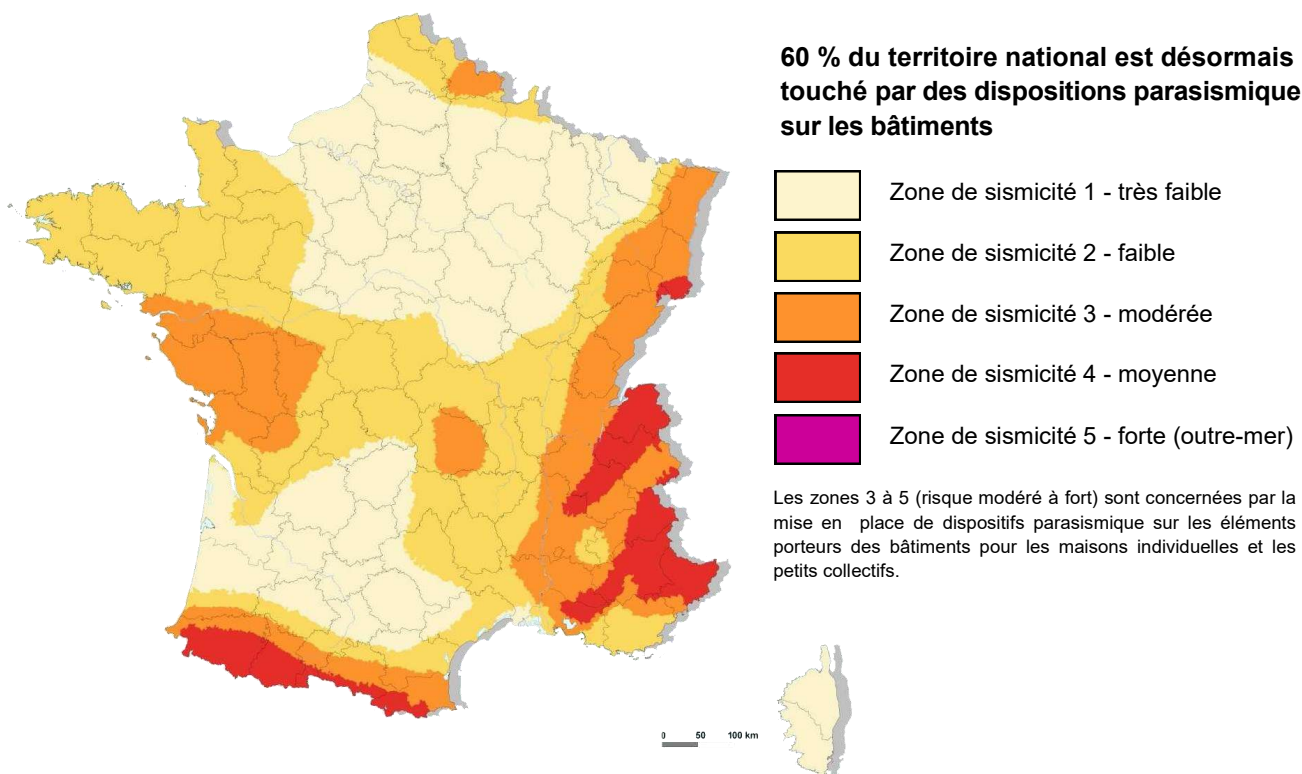 60 % du territoire national est désormais
touché par des dispositions parasismique
sur les bâtiments
Zone de sismicité 1 - très faible
Zone de sismicité 2 - faible
Zone de sismicité 3 - modérée
Zone de sismicité 4 - moyenne
Zone de sismicité 5 - forte (outre-mer)
Les zones 3 à 5 (risque modéré à fort) sont concernées par la
mise en place de dispositifs parasismique sur les éléments
porteurs des bâtiments pour les maisons individuelles et les
petits collectifs.
0 50 100 km